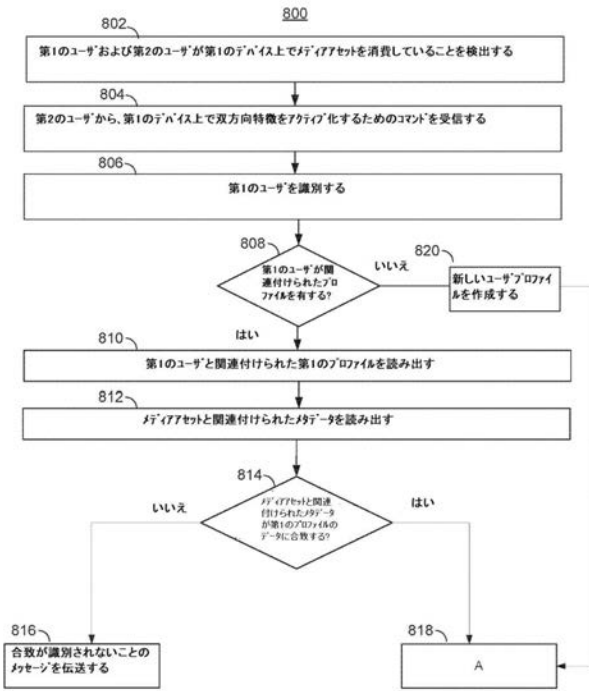 800
802
第1のユーザおよび第2のユーザが第1のデバイス上でメディアアセットを消費していることを検出する
804
第2のユーザから、第1のデバイス上で双方向特徴をアクティブ化するためのコマンドを受信する
806
第1のユーザを識別する
808
第1のユーザが関
連付けられたプロ
ファイルを有する?
いいえ
820
新しいユーザプロファイ
ルを作成する
はい
810
第1のユーザと関連付けられた第1のプロファイルを読み出す
812
メディアアセットと関連付けられたメタデータを読み出す
814
メディアアセットと関連
付けられたメタデータ
が第1のプロファイルの
データに合致する?
いいえ
はい
816
合致が識別されないことの
メッセージを伝送する
818
A